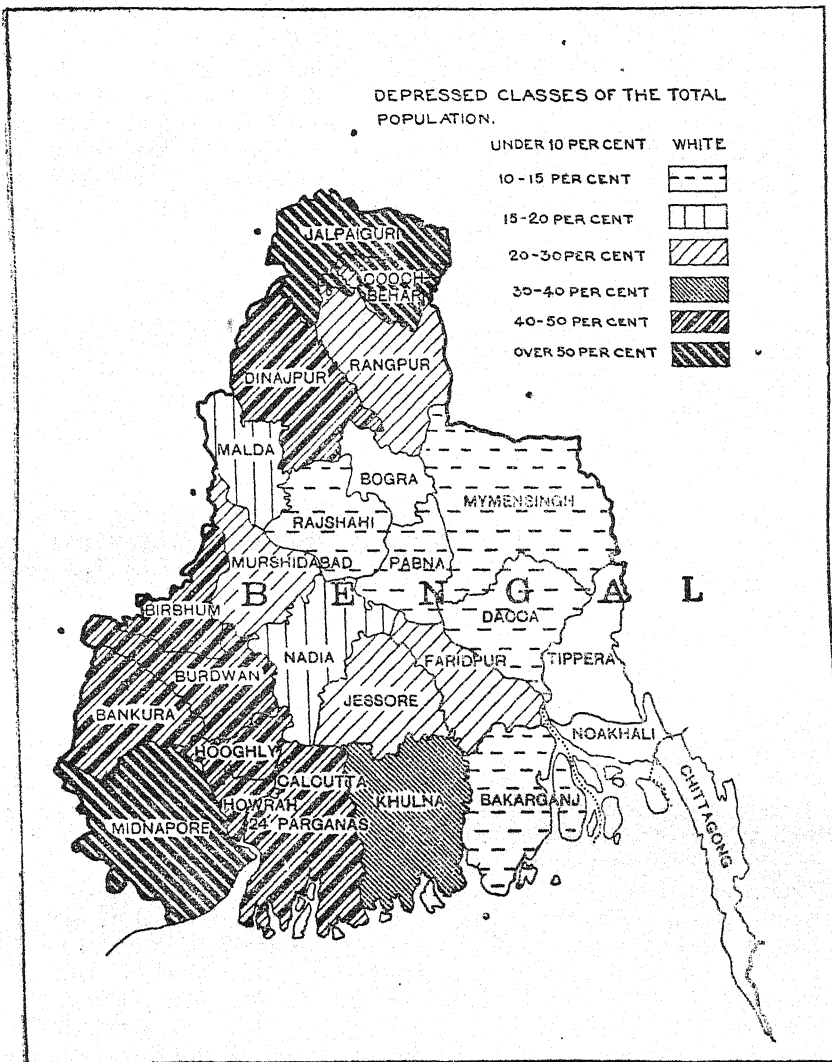 DEPRESSED CLASSES OF THE TOTAL
POPULATION.
UNDER 10 PER CENT WHITE
10-15 PER CENT
15-20 PER CENT
20-30 PER CENT
30-40 PER CENT
40-50 PER CENT
OVER 50 PER CENT
JALPAIGURI
COOCH
BEHAR
DINAJPUR
RANGPUR
MALDA
BOGRA
MYMENSINGH
RAJSHAHI
MURSHIDABAD
PABNA
BENGAL
BIRBHUM
DACCA
NADIA
FARIDPUR
TIPPERA
BURDWAN
BANKURA
JESSORE
NOAKHALI
HOOGHLY
CALCUTTA
CHITTAGONG
HOWRAH
KHULNA
BAKARGANJ
24 PARGANAS
MIDNAPORE